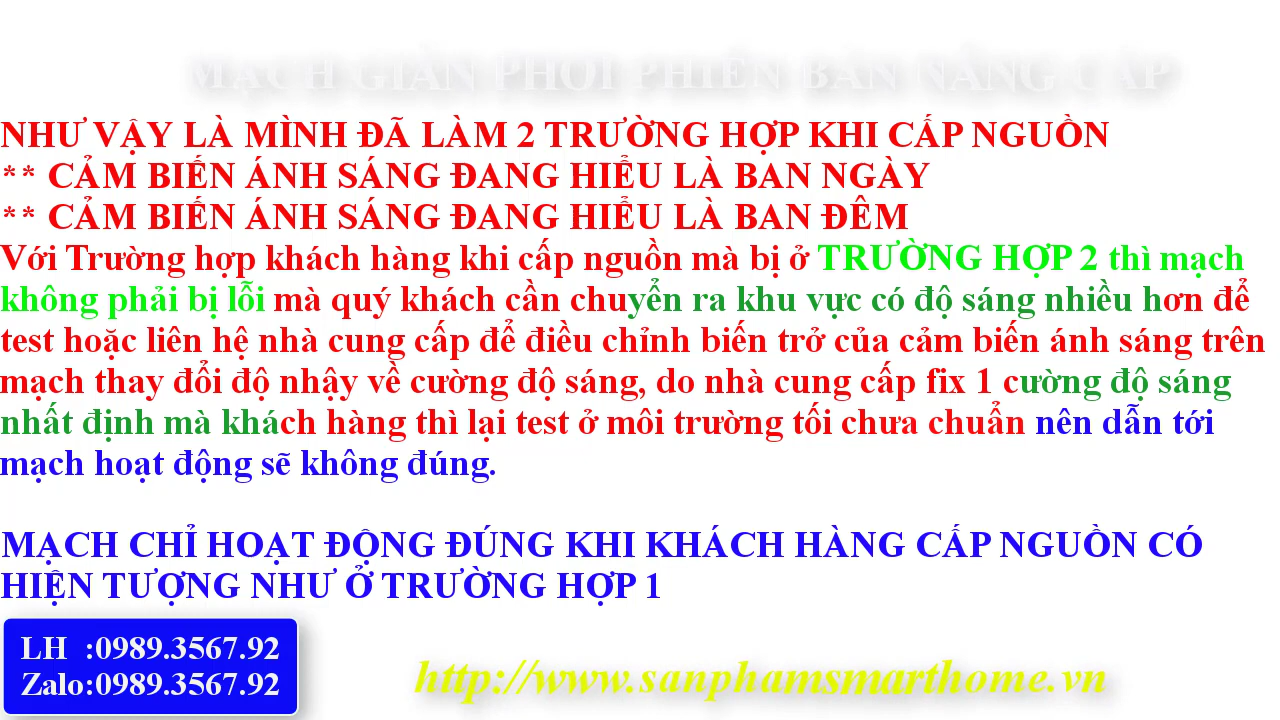 MẠCH GIÀN PHƠI PHIÊN BẢN NÂNG CẤP
NHƯ VẬY LÀ MÌNH ĐÃ LÀM 2 TRƯỜNG HỢP KHI CẤP NGUỒN
** CẢM BIẾN ÁNH SÁNG ĐANG HIỂU LÀ BAN NGÀY
** CẢM BIẾN ÁNH SÁNG ĐANG HIỂU LÀ BAN ĐÊM
Với Trường hợp khách hàng khi cấp nguồn mà bị ở TRƯỜNG HỢP 2 thì mạch
không phải bị lỗi mà quý khách cần chuyển ra khu vực có độ sáng nhiều hơn để
test hoặc liên hệ nhà cung cấp để điều chỉnh biến trở của cảm biến ánh sáng trên
mạch thay đổi độ nhậy về cường độ sáng, do nhà cung cấp fix 1 cường độ sáng
nhất định mà khách hàng thì lại test ở môi trường tối chưa chuẩn nên dẫn tới
mạch hoạt động sẽ không đúng.
MẠCH CHỈ HOẠT ĐỘNG ĐÚNG KHI KHÁCH HÀNG CẤP NGUỒN CÓ
HIỆN TƯỢNG NHƯ Ở TRƯỜNG HỢP 1
LH :0989.3567.92
Zalo:0989.3567.92
http://www.sanphamsmarthome.vn